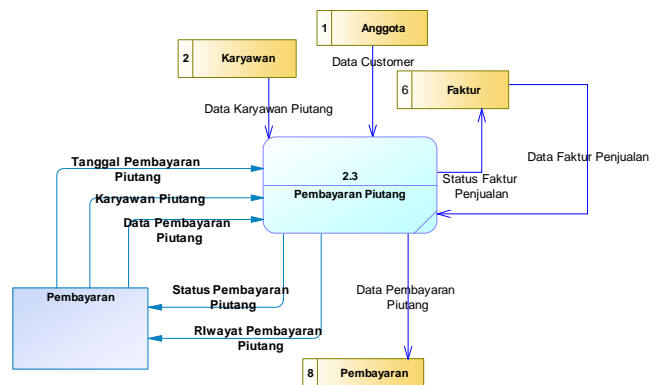 1 Anggota
2 Karyawan
Data Customer
6 Faktur
Data Karyawan Piutang
2.3
Pembayaran Piutang
Data Faktur Penjualan
Status Faktur
Penjualan
Tanggal Pembayaran
Piutang
Karyawan Piutang
Data Pembayaran
Piutang
Pembayaran
Status Pembayaran
Piutang
RIwayat Pembayaran
Piutang
Data Pembayaran
Piutang
8 Pembayaran